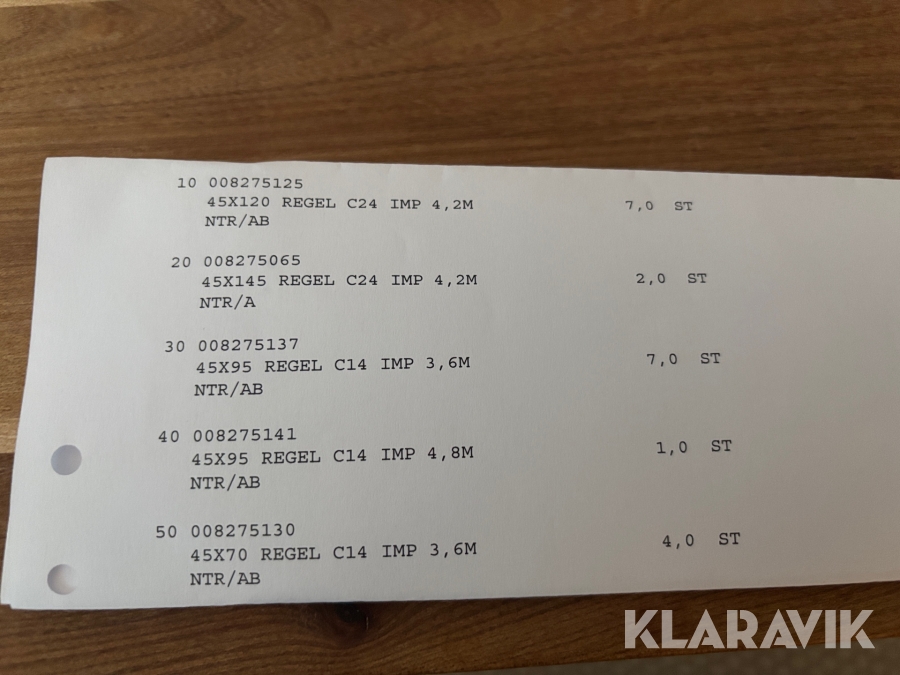 10 008275125
45X120 REGEL C24 IMP 4,2M 7,0 ST
NTR/AB
20 008275065
45X145 REGEL C24 IMP 4,2M 2,0 ST
NTR/A
30 008275137
45X95 REGEL C14 IMP 3,6M 7,0 ST
NTR/AB
40 008275141
45X95 REGEL C14 IMP 4,8M 1,0 ST
NTR/AB
50 008275130
45X70 REGEL C14 IMP 3,6M 4,0 ST
NTR/AB
KLARAVIK